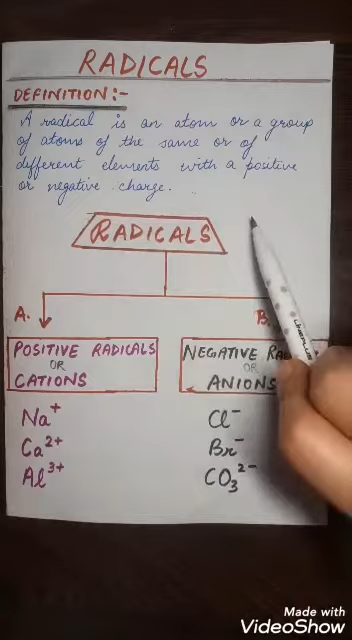 RADICALS
DEFINITION:-
A radical is an atom or a group
of atoms of the same or of
different elements with a positive
or negative charge.
RADICALS
A.
B.
POSITIVE RADICALS
OR
CATIONS
NEGATIVE RA
OR
ANIONS
Na⁺
Ca²⁺
Al³⁺
Cl⁻
Br⁻
CO₃²⁻
UNOMAX
Made with
VideoShow